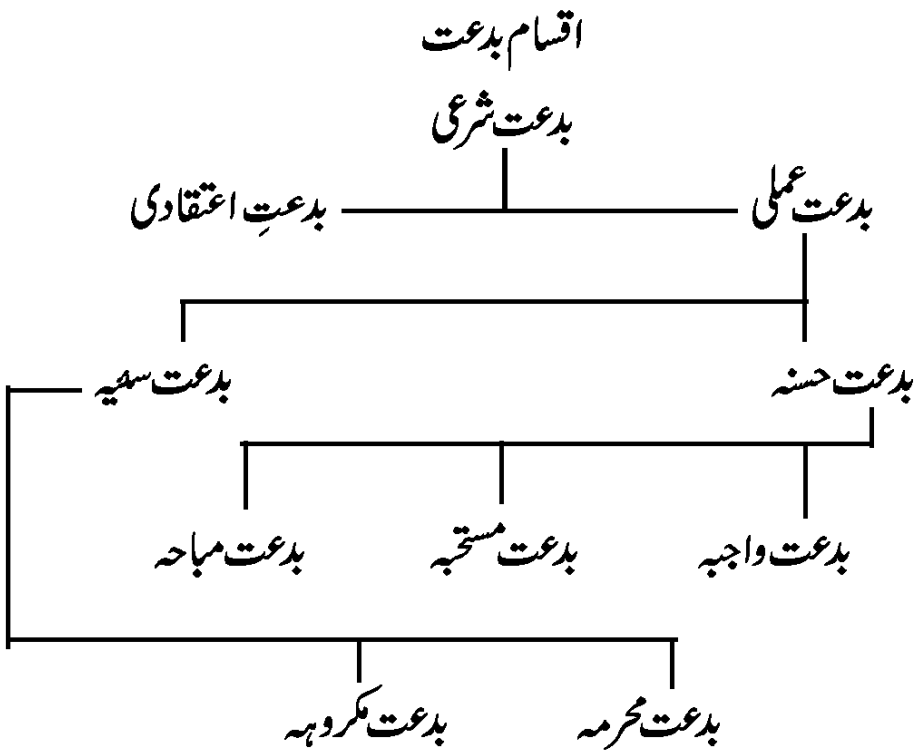 اقسام بدعت
بدعت شرعی
بدعت عملی
بدعتِ اعتقادی
بدعت حسنہ
بدعت سئیہ
بدعت واجبہ
بدعت مستحبہ
بدعت مباحہ
بدعت محرمہ
بدعت مکروہہ